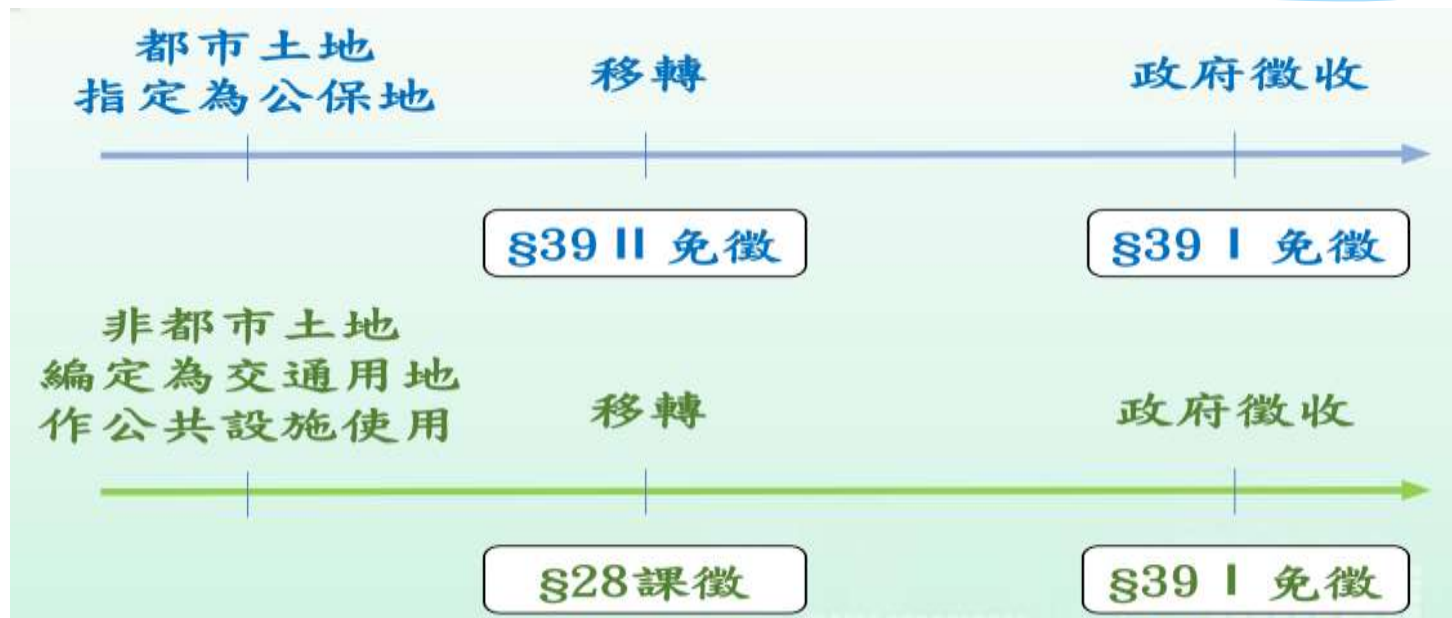 都市土地
指定為公保地
移轉
政府徵收
§39 II 免徵
§39 I 免徵
非都市土地
編定為交通用地
作公共設施使用
移轉
政府徵收
§28課徵
§39 I 免徵